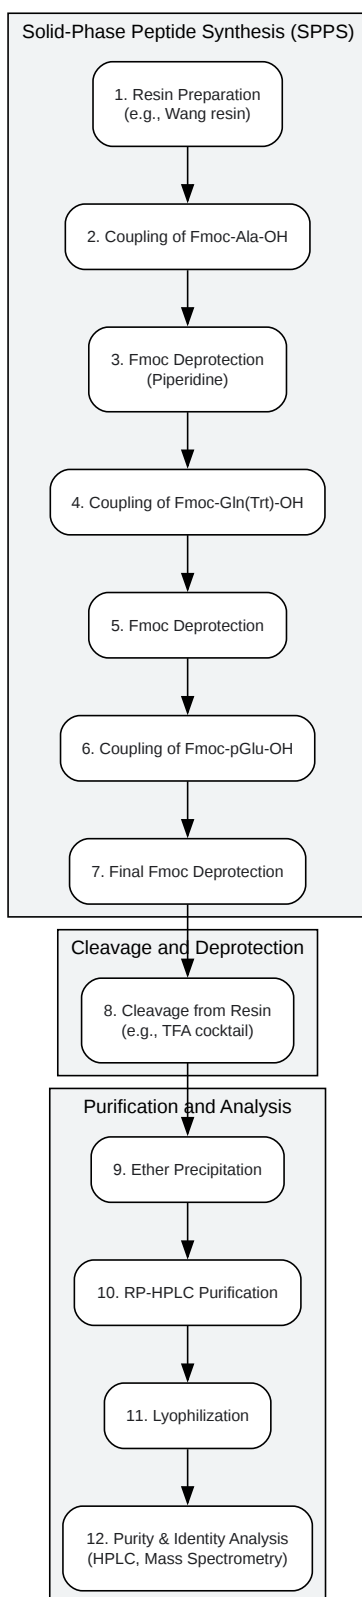 Solid-Phase Peptide Synthesis (SPPS)
1. Resin Preparation
(e.g., Wang resin)
2. Coupling of Fmoc-Ala-OH
3. Fmoc Deprotection
(Piperidine)
4. Coupling of Fmoc-Gln(Trt)-OH
5. Fmoc Deprotection
6. Coupling of Fmoc-pGlu-OH
7. Final Fmoc Deprotection
Cleavage and Deprotection
8. Cleavage from Resin
(e.g., TFA cocktail)
Purification and Analysis
9. Ether Precipitation
10. RP-HPLC Purification
11. Lyophilization
12. Purity & Identity Analysis
(HPLC, Mass Spectrometry)